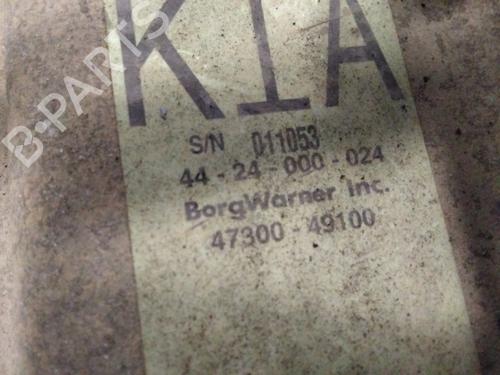 KIA
S/N 011053
44-24-000-024
BorgWarner Inc.
47300-49100
B-PARTS